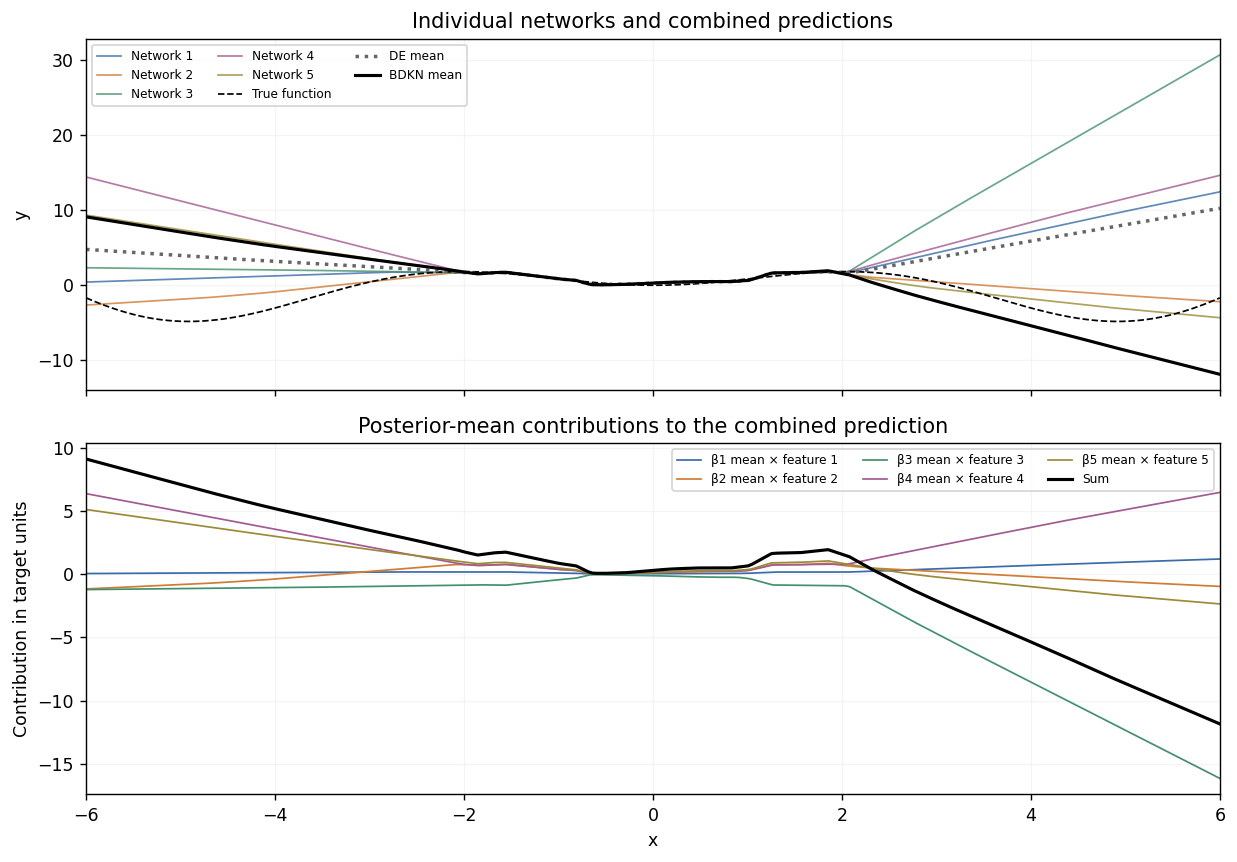 Individual networks and combined predictions
30
20
10
0
−10
y
Network 1
Network 2
Network 3
Network 4
Network 5
True function
DE mean
BDKN mean
Posterior-mean contributions to the combined prediction
10
5
0
−5
−10
−15
Contribution in target units
β1 mean × feature 1
β2 mean × feature 2
β3 mean × feature 3
β4 mean × feature 4
β5 mean × feature 5
Sum
−6
−4
−2
0
2
4
6
x